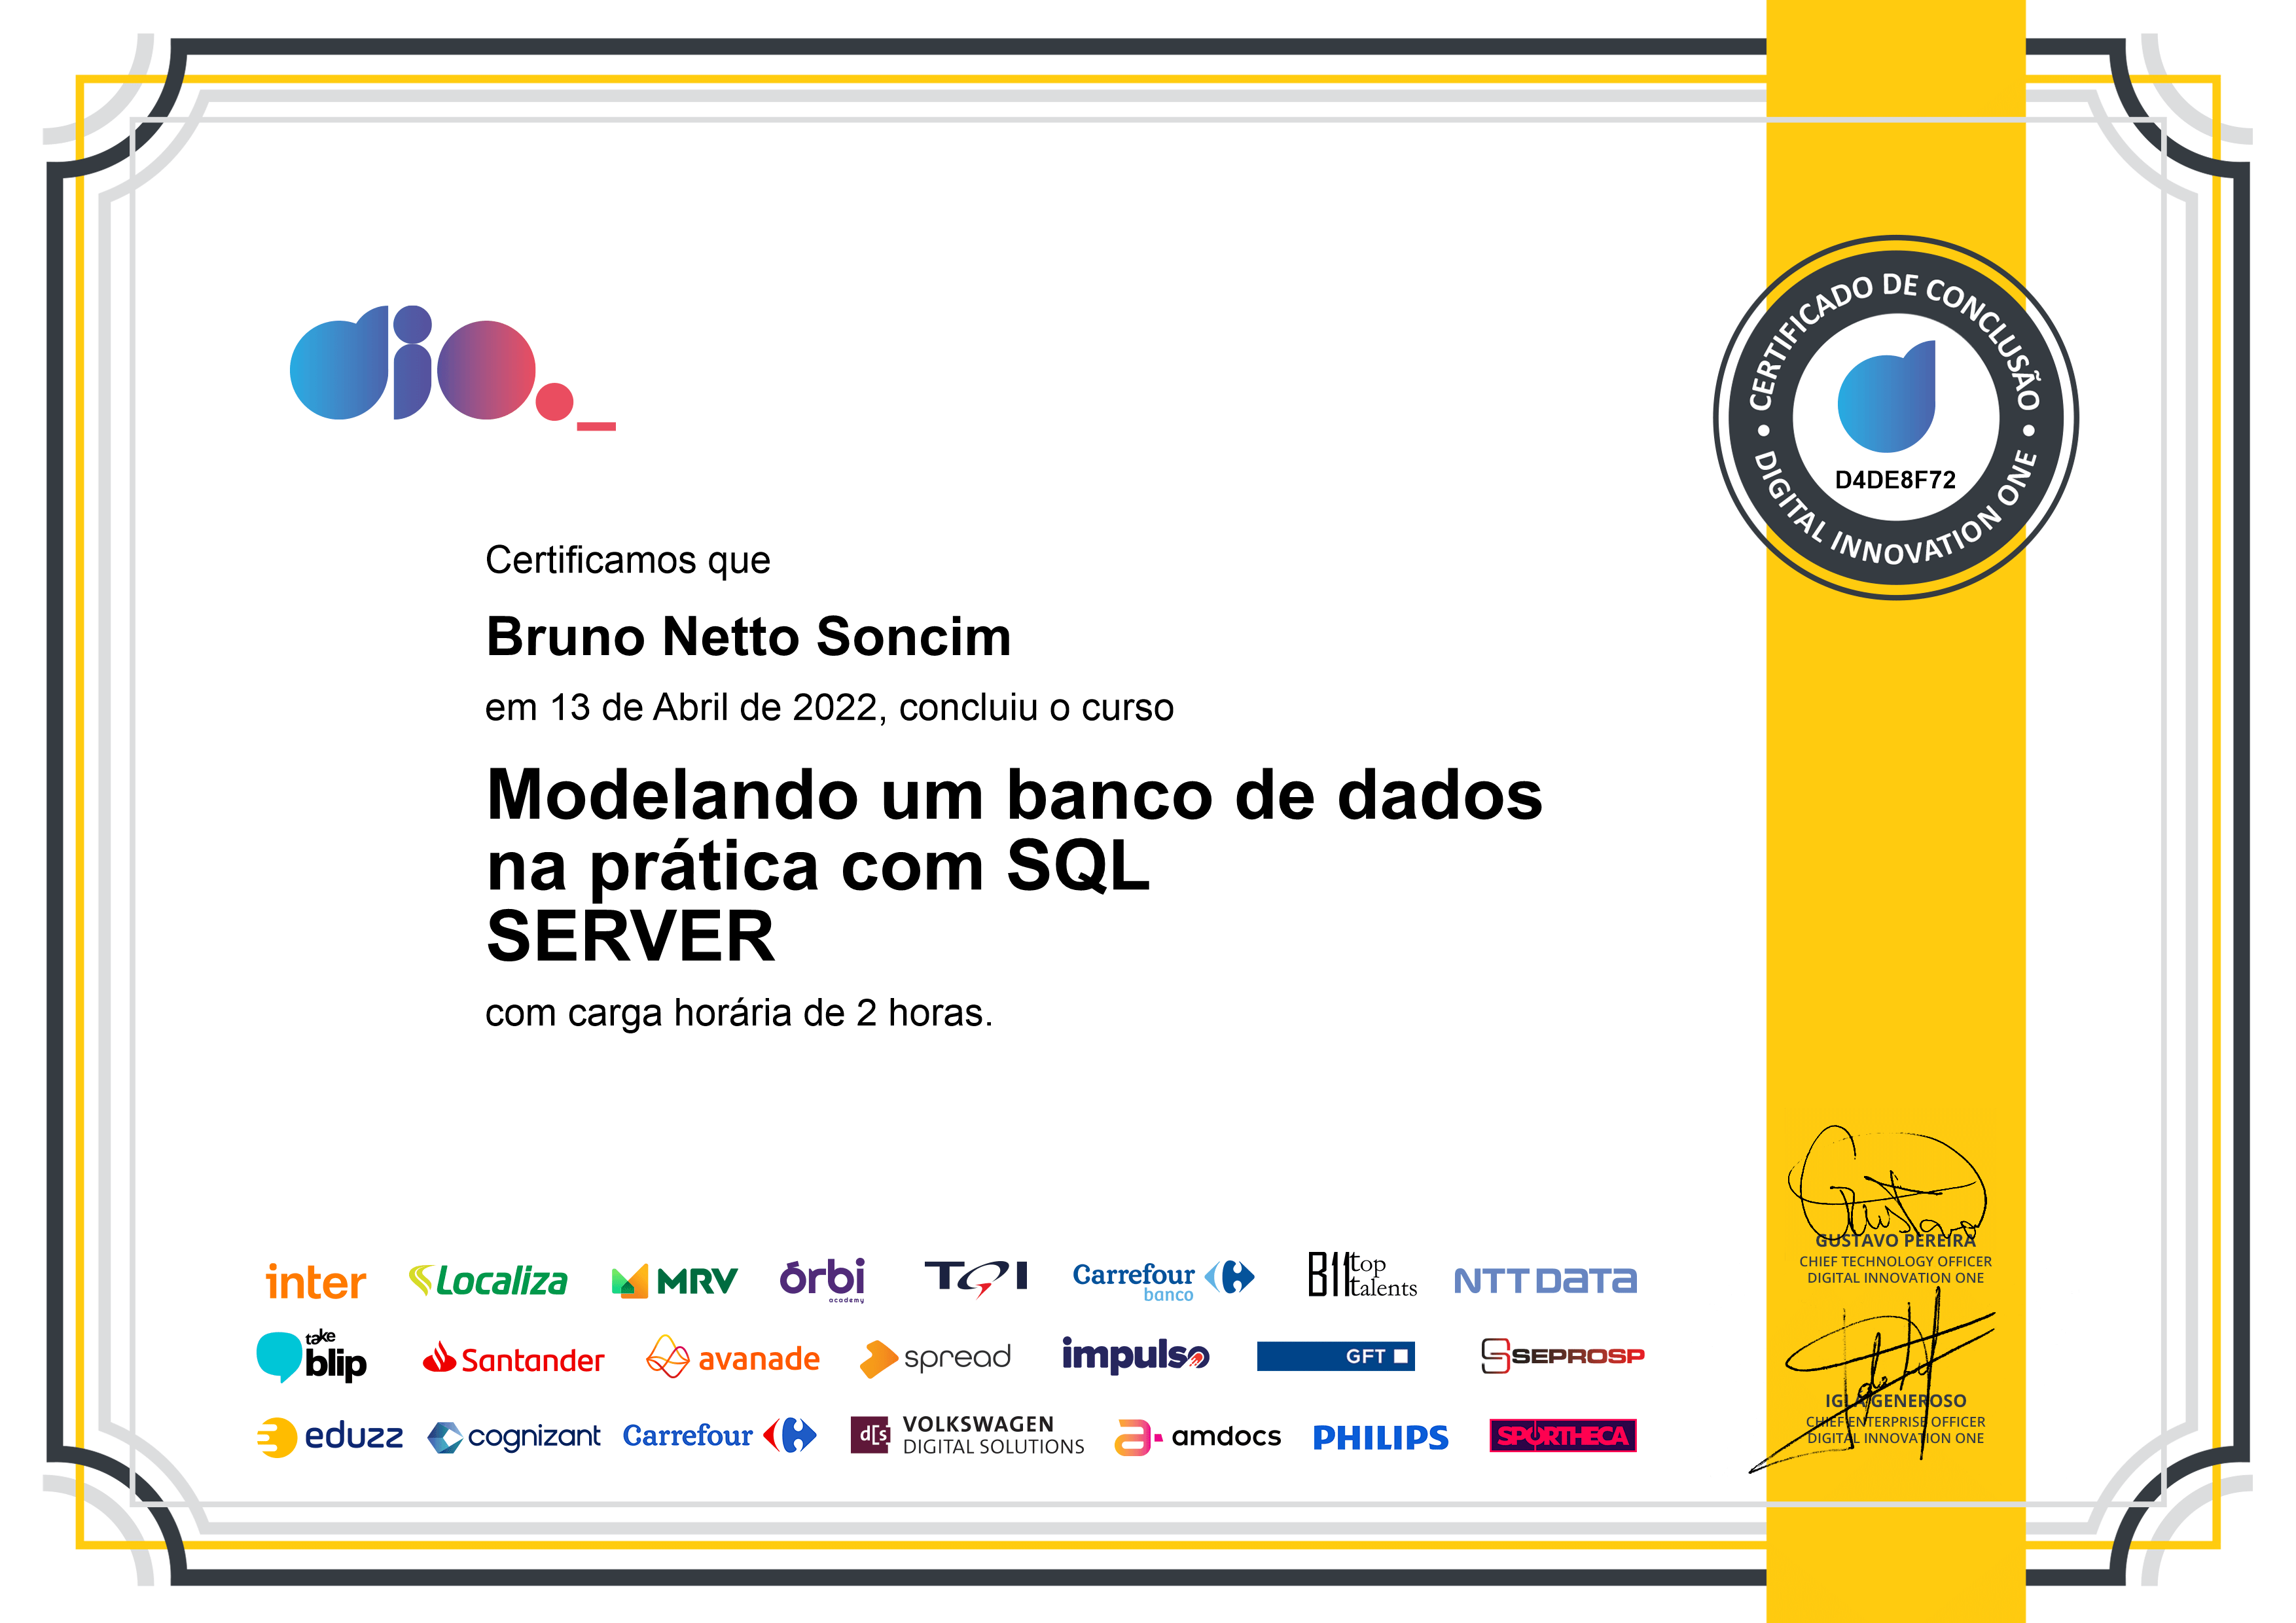 dio._
CERTIFICADO DE CONCLUSÃO
D4DE8F72
DIGITAL INNOVATION ONE
Certificamos que
Bruno Netto Soncim
em 13 de Abril de 2022, concluiu o curso
Modelando um banco de dados
na prática com SQL
SERVER
com carga horária de 2 horas.
Gustavo
GUSTAVO PEREIRA
CHIEF TECHNOLOGY OFFICER
DIGITAL INNOVATION ONE
IGLA GENEROSO
CHIEF ENTERPRISE OFFICER
DIGITAL INNOVATION ONE
inter Localiza MRV órbi academy TQI Carrefour banco B11 top talents NTT DATA
take blip Santander avanade spread impulso GFT SEPROSP
eduzz cognizant Carrefour d[s] VOLKSWAGEN DIGITAL SOLUTIONS amdocs PHILIPS SPORTHECA